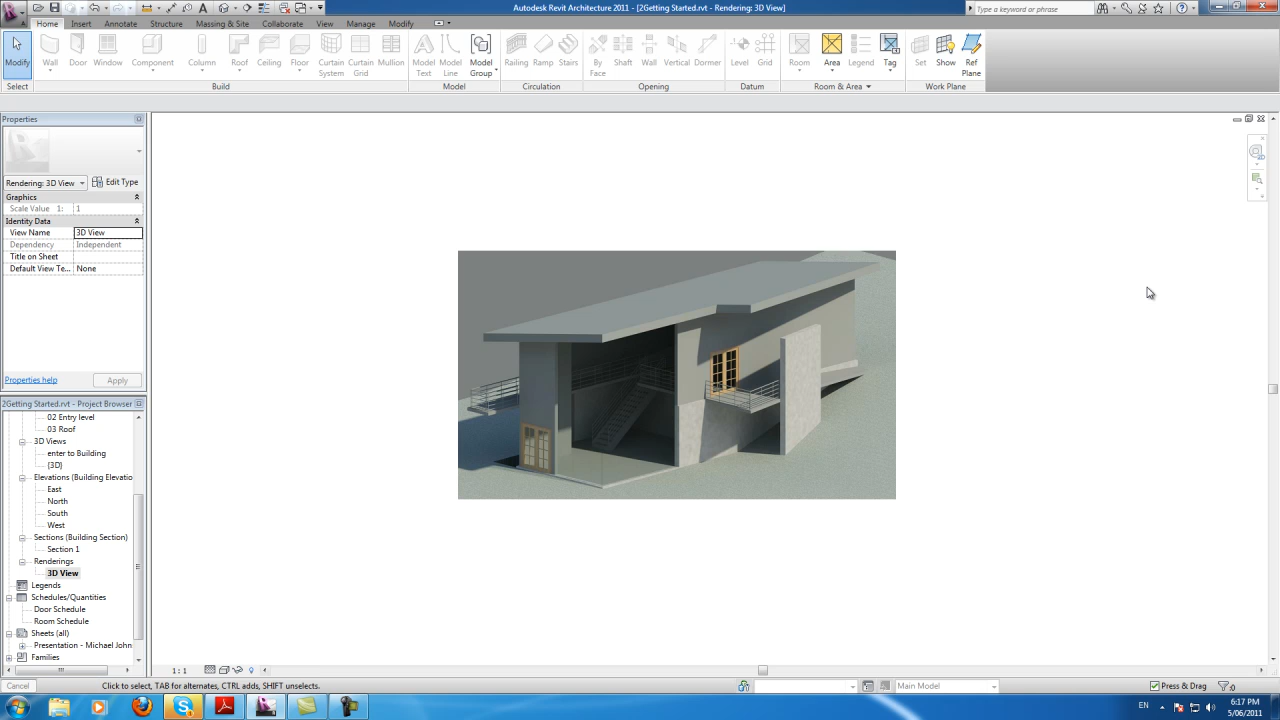 Autodesk Revit Architecture 2011 - [2Getting Started.rvt - Rendering: 3D View]
Type a keyword or phrase
Home Insert Annotate Structure Massing & Site Collaborate View Manage Modify
Modify Wall Door Window Component Column Roof Ceiling Floor Curtain System Curtain Grid Mullion Model Text Model Line Model Group Railing Ramp Stairs By Face Shaft Wall Vertical Dormer Level Grid Room Area Legend Tag Set Show Ref Plane
Select Build Model Circulation Opening Datum Room & Area Work Plane
Properties
Rendering: 3D View Edit Type
Graphics
Scale Value 1: 1
Identity Data
View Name 3D View
Dependency Independent
Title on Sheet
Default View Te... None
Properties help Apply
2Getting Started.rvt - Project Browser
02 Entry level
03 Roof
3D Views
enter to Building
{3D}
Elevations (Building Elevatio
East
North
South
West
Sections (Building Section)
Section 1
Renderings
3D View
Legends
Schedules/Quantities
Door Schedule
Room Schedule
Sheets (all)
Presentation - Michael John
Families
1 : 1
Cancel Click to select, TAB for alternates, CTRL adds, SHIFT unselects. Main Model Press & Drag :0
EN 6:17 PM
5/06/2011